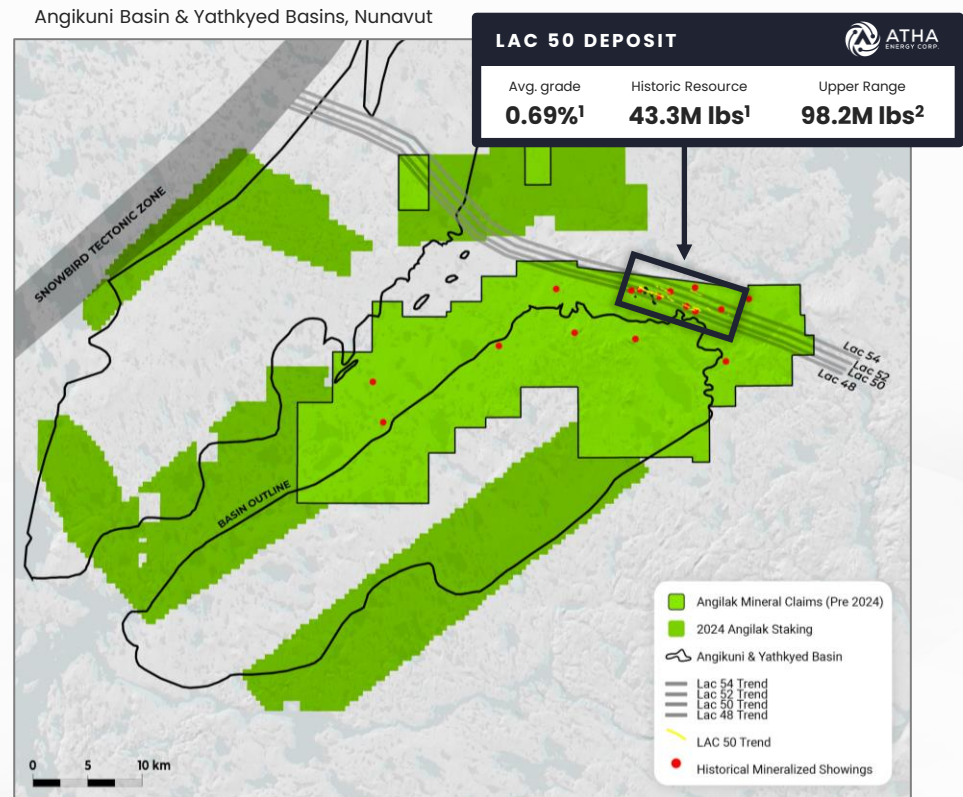 Angikuni Basin & Yathkyed Basins, Nunavut
LAC 50 DEPOSIT
ATHA
ENERGY CORP.
Avg. grade
0.69%¹
Historic Resource
43.3M lbs¹
Upper Range
98.2M lbs²
SNOWBIRD TECTONIC ZONE
Lac 54
Lac 52
Lac 50
Lac 48
BASIN OUTLINE
Angilak Mineral Claims (Pre 2024)
2024 Angilak Staking
Angikuni & Yathkyed Basin
Lac 54 Trend
Lac 52 Trend
Lac 50 Trend
Lac 48 Trend
LAC 50 Trend
Historical Mineralized Showings
0 5 10 km